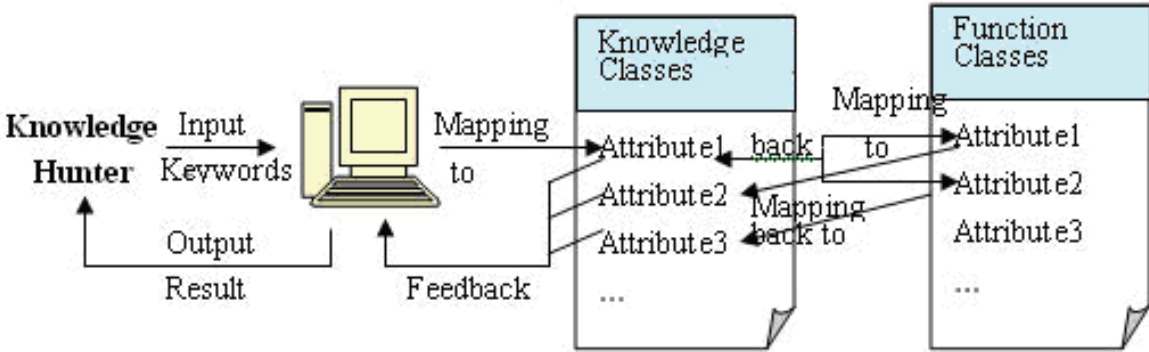 Knowledge
Hunter
Input
Keywords
Output
Result
Mapping
to
Feedback
Knowledge
Classes
Attribute1
Attribute2
Attribute3
...
back
Mapping
to
Mapping
back to
Function
Classes
Attribute1
Attribute2
Attribute3
...